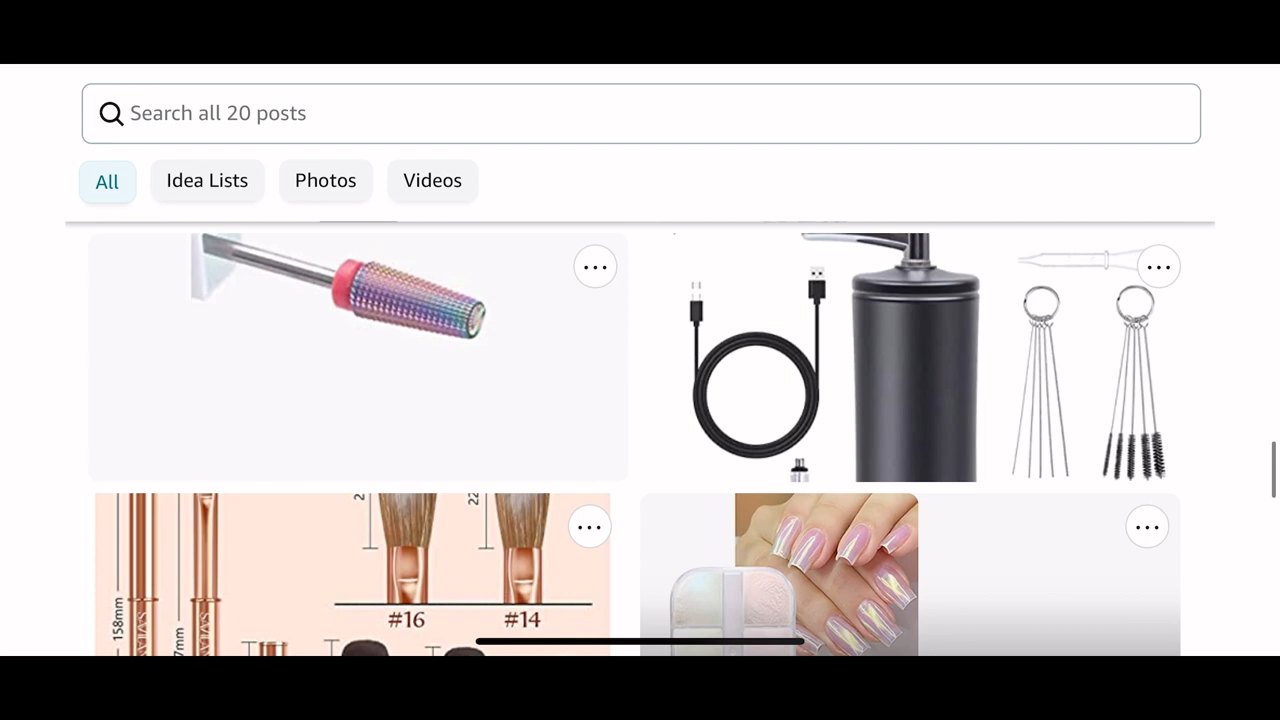 Search all 20 posts
All
Idea Lists
Photos
Videos
158mm
#16
#14